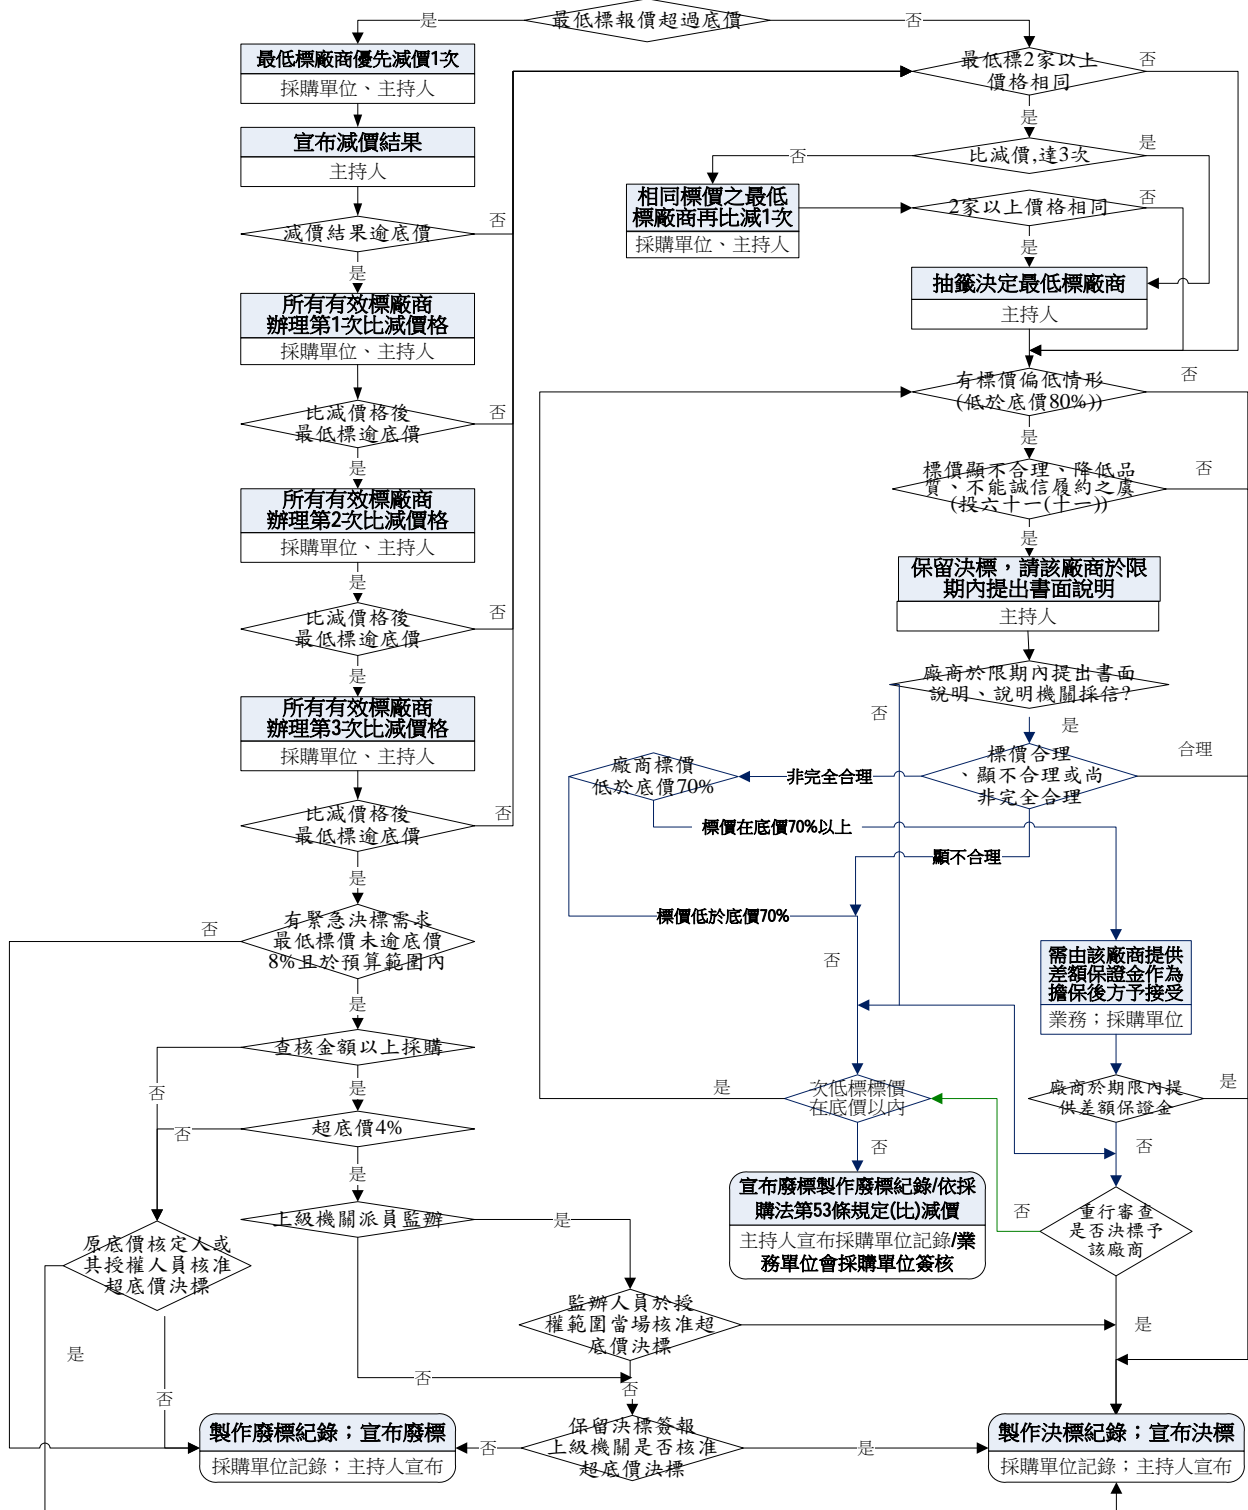 最低標報價超過底價
是
否
最低標廠商優先減價1次
採購單位、主持人
宣布減價結果
主持人
減價結果逾底價
否
是
所有有效標廠商
辦理第1次比減價格
採購單位、主持人
比減價格後
最低標逾底價
否
是
所有有效標廠商
辦理第2次比減價格
採購單位、主持人
是
比減價格後
最低標逾底價
否
是
所有有效標廠商
辦理第3次比減價格
採購單位、主持人
比減價格後
最低標逾底價
否
是
有緊急決標需求
最低標價未逾底價
8%且於預算範圍內
否
是
查核金額以上採購
否
是
超底價4%
否
是
上級機關派員監辦
是
否
原底價核定人或
其授權人員核准
超底價決標
是
否
監辦人員於授
權範圍當場核准超
底價決標
否
保留決標簽報
上級機關是否核准
超底價決標
否
是
製作廢標紀錄；宣布廢標
採購單位記錄；主持人宣布
最低標2家以上
價格相同
否
是
比減價,達3次
否
是
相同標價之最低
標廠商再比減1次
採購單位、主持人
2家以上價格相同
否
是
抽籤決定最低標廠商
主持人
有標價偏低情形
(低於底價80%))
否
是
標價顯不合理、降低品
質、不能誠信履約之虞
(投六十一(十一))
否
是
保留決標，請該廠商於限
期內提出書面說明
主持人
廠商於限期內提出書面
說明、說明機關採信?
否
是
標價合理
、顯不合理或尚
非完全合理
合理
非完全合理
顯不合理
廠商標價
低於底價70%
標價在底價70%以上
標價低於底價70%
否
需由該廠商提供
差額保證金作為
擔保後方予接受
業務；採購單位
廠商於期限內提
供差額保證金
是
否
次低標標價
在底價以內
是
否
宣布廢標製作廢標紀錄/依採
購法第53條規定(比)減價
主持人宣布採購單位記錄/業
務單位會採購單位簽核
重行審查
是否決標予
該廠商
否
是
製作決標紀錄；宣布決標
採購單位記錄；主持人宣布